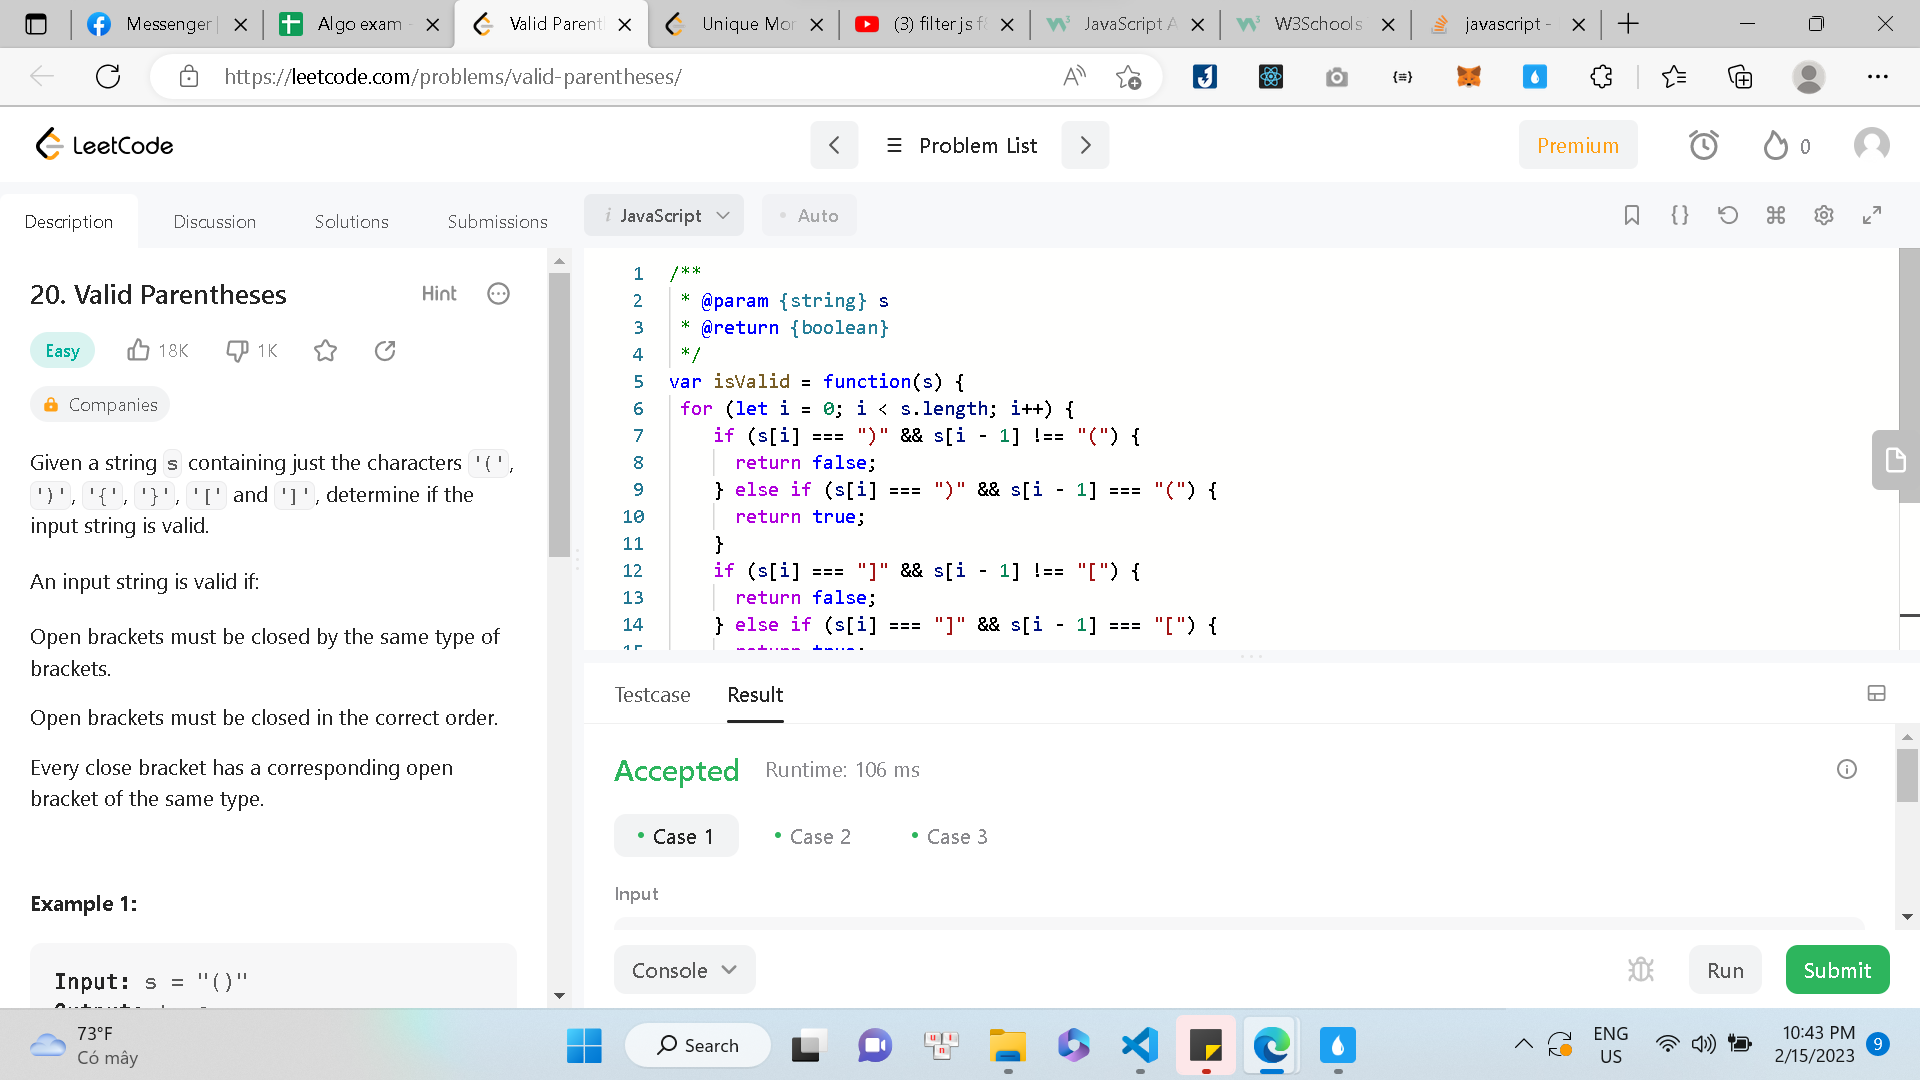 Messenger
Algo exam -
Valid Parent
Unique Mor
(3) filter js f
JavaScript A
W3Schools
javascript -
https://leetcode.com/problems/valid-parentheses/
LeetCode
Problem List
Premium
0
Description
Discussion
Solutions
Submissions
i JavaScript
Auto
20. Valid Parentheses
Hint
Easy
18K
1K
Companies
Given a string s containing just the characters '(',
')', '{', '}', '[' and ']', determine if the
input string is valid.
An input string is valid if:
Open brackets must be closed by the same type of
brackets.
Open brackets must be closed in the correct order.
Every close bracket has a corresponding open
bracket of the same type.
Example 1:
Input: s = "()"
1 /**
2 * @param {string} s
3 * @return {boolean}
4 */
5 var isValid = function(s) {
6 for (let i = 0; i < s.length; i++) {
7 if (s[i] === ")" && s[i - 1] !== "(") {
8 return false;
9 } else if (s[i] === ")" && s[i - 1] === "(") {
10 return true;
11 }
12 if (s[i] === "]" && s[i - 1] !== "[") {
13 return false;
14 } else if (s[i] === "]" && s[i - 1] === "[") {
15 return true;
Testcase
Result
Accepted
Runtime: 106 ms
Case 1
Case 2
Case 3
Input
Console
Run
Submit
73°F
Có mây
Search
ENG
US
10:43 PM
2/15/2023
9